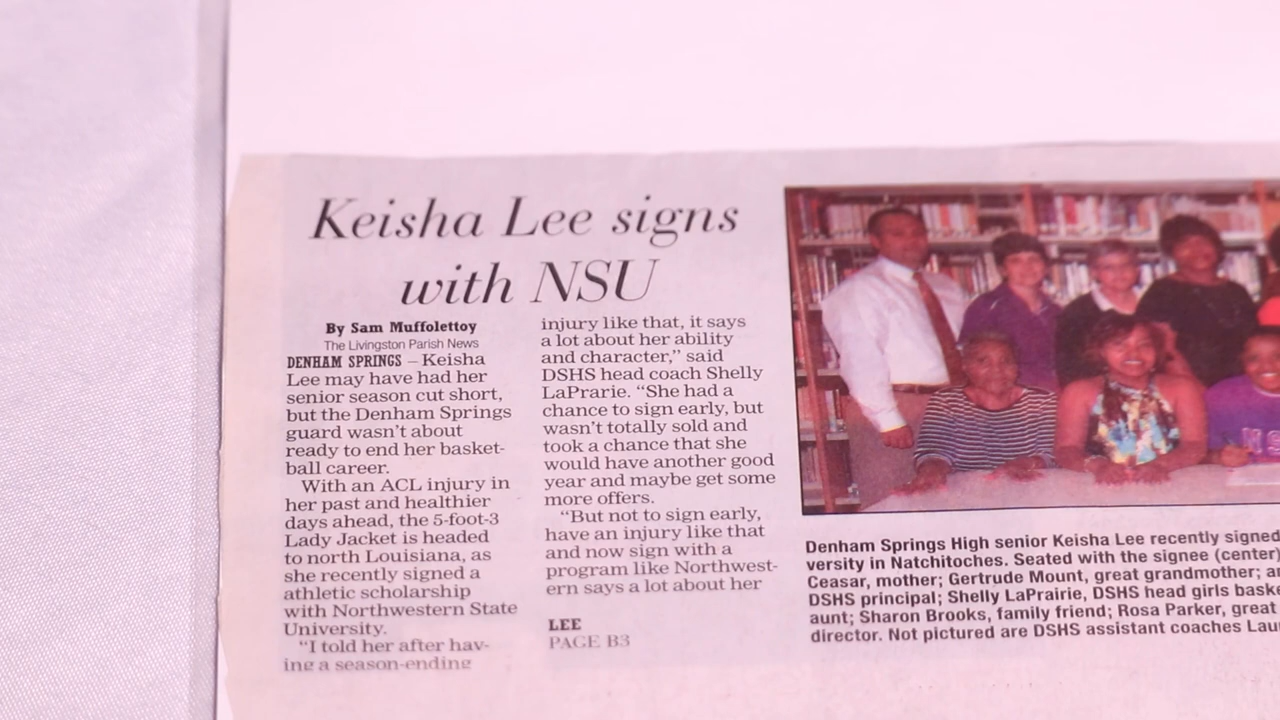 Keisha Lee signs
with NSU
By Sam Muffolettoy
The Livingston Parish News
DENHAM SPRINGS – Keisha
Lee may have had her
senior season cut short,
but the Denham Springs
guard wasn't about
ready to end her basket-
ball career.
With an ACL injury in
her past and healthier
days ahead, the 5-foot-3
Lady Jacket is headed
to north Louisiana, as
she recently signed a
athletic scholarship
with Northwestern State
University.
"I told her after hav-
ing a season-ending
injury like that, it says
a lot about her ability
and character," said
DSHS head coach Shelly
LaPrarie. "She had a
chance to sign early, but
wasn't totally sold and
took a chance that she
would have another good
year and maybe get some
more offers.
"But not to sign early,
have an injury like that
and now sign with a
program like Northwest-
ern says a lot about her
LEE
PAGE B3
Denham Springs High senior Keisha Lee recently signed
versity in Natchitoches. Seated with the signee (center)
Ceasar, mother; Gertrude Mount, great grandmother;
DSHS principal; Shelly LaPrairie, DSHS head girls
aunt; Sharon Brooks, family friend; Rosa Parker, great
director. Not pictured are DSHS assistant coaches